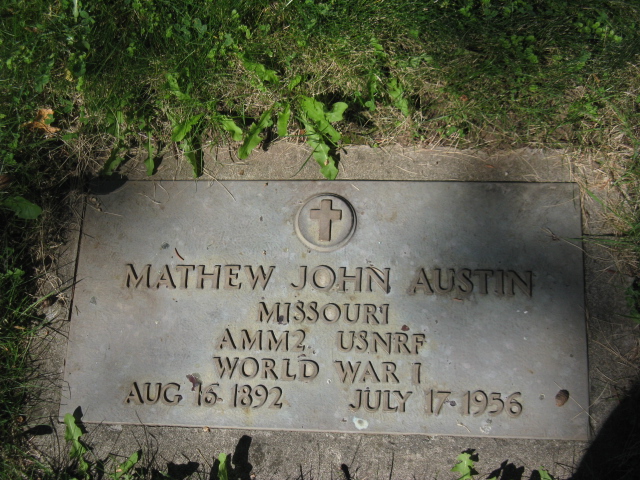 MATHEW JOHN AUSTIN
MISSOURI
AMM2 USNRF
WORLD WAR I
AUG 16 1892 JULY 17 1956